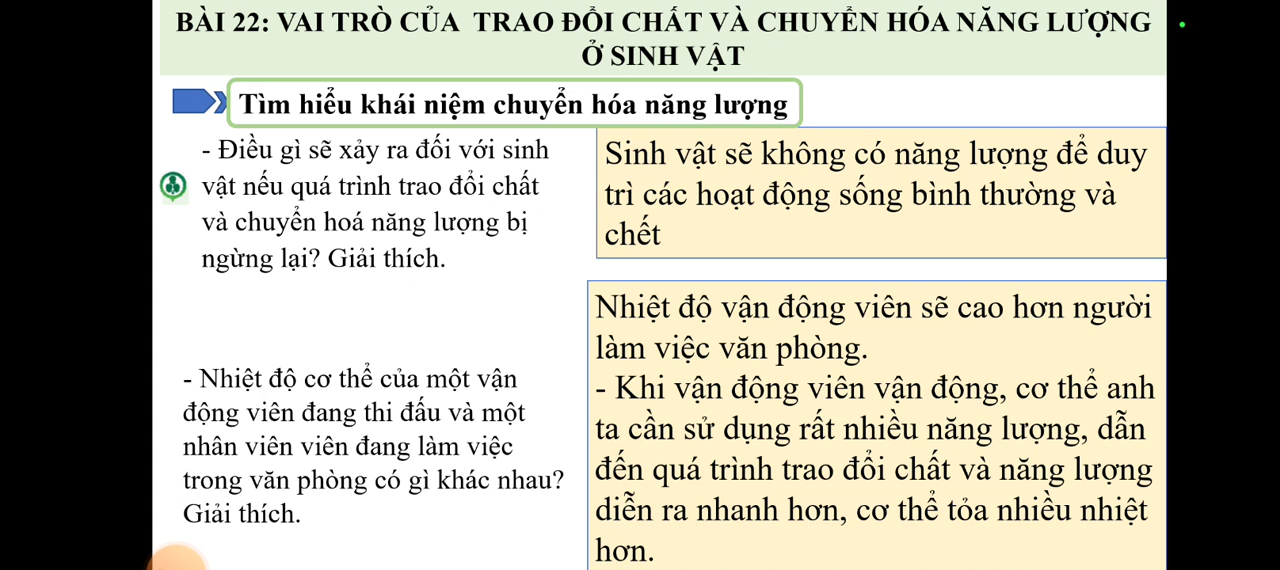 BÀI 22: VAI TRÒ CỦA TRAO ĐỔI CHẤT VÀ CHUYỂN HÓA NĂNG LƯỢNG
Ở SINH VẬT
Tìm hiểu khái niệm chuyển hóa năng lượng
- Điều gì sẽ xảy ra đối với sinh
vật nếu quá trình trao đổi chất
và chuyển hoá năng lượng bị
ngừng lại? Giải thích.
Sinh vật sẽ không có năng lượng để duy
trì các hoạt động sống bình thường và
chết
- Nhiệt độ cơ thể của một vận
động viên đang thi đấu và một
nhân viên viên đang làm việc
trong văn phòng có gì khác nhau?
Giải thích.
Nhiệt độ vận động viên sẽ cao hơn người
làm việc văn phòng.
- Khi vận động viên vận động, cơ thể anh
ta cần sử dụng rất nhiều năng lượng, dẫn
đến quá trình trao đổi chất và năng lượng
diễn ra nhanh hơn, cơ thể tỏa nhiều nhiệt
hơn.